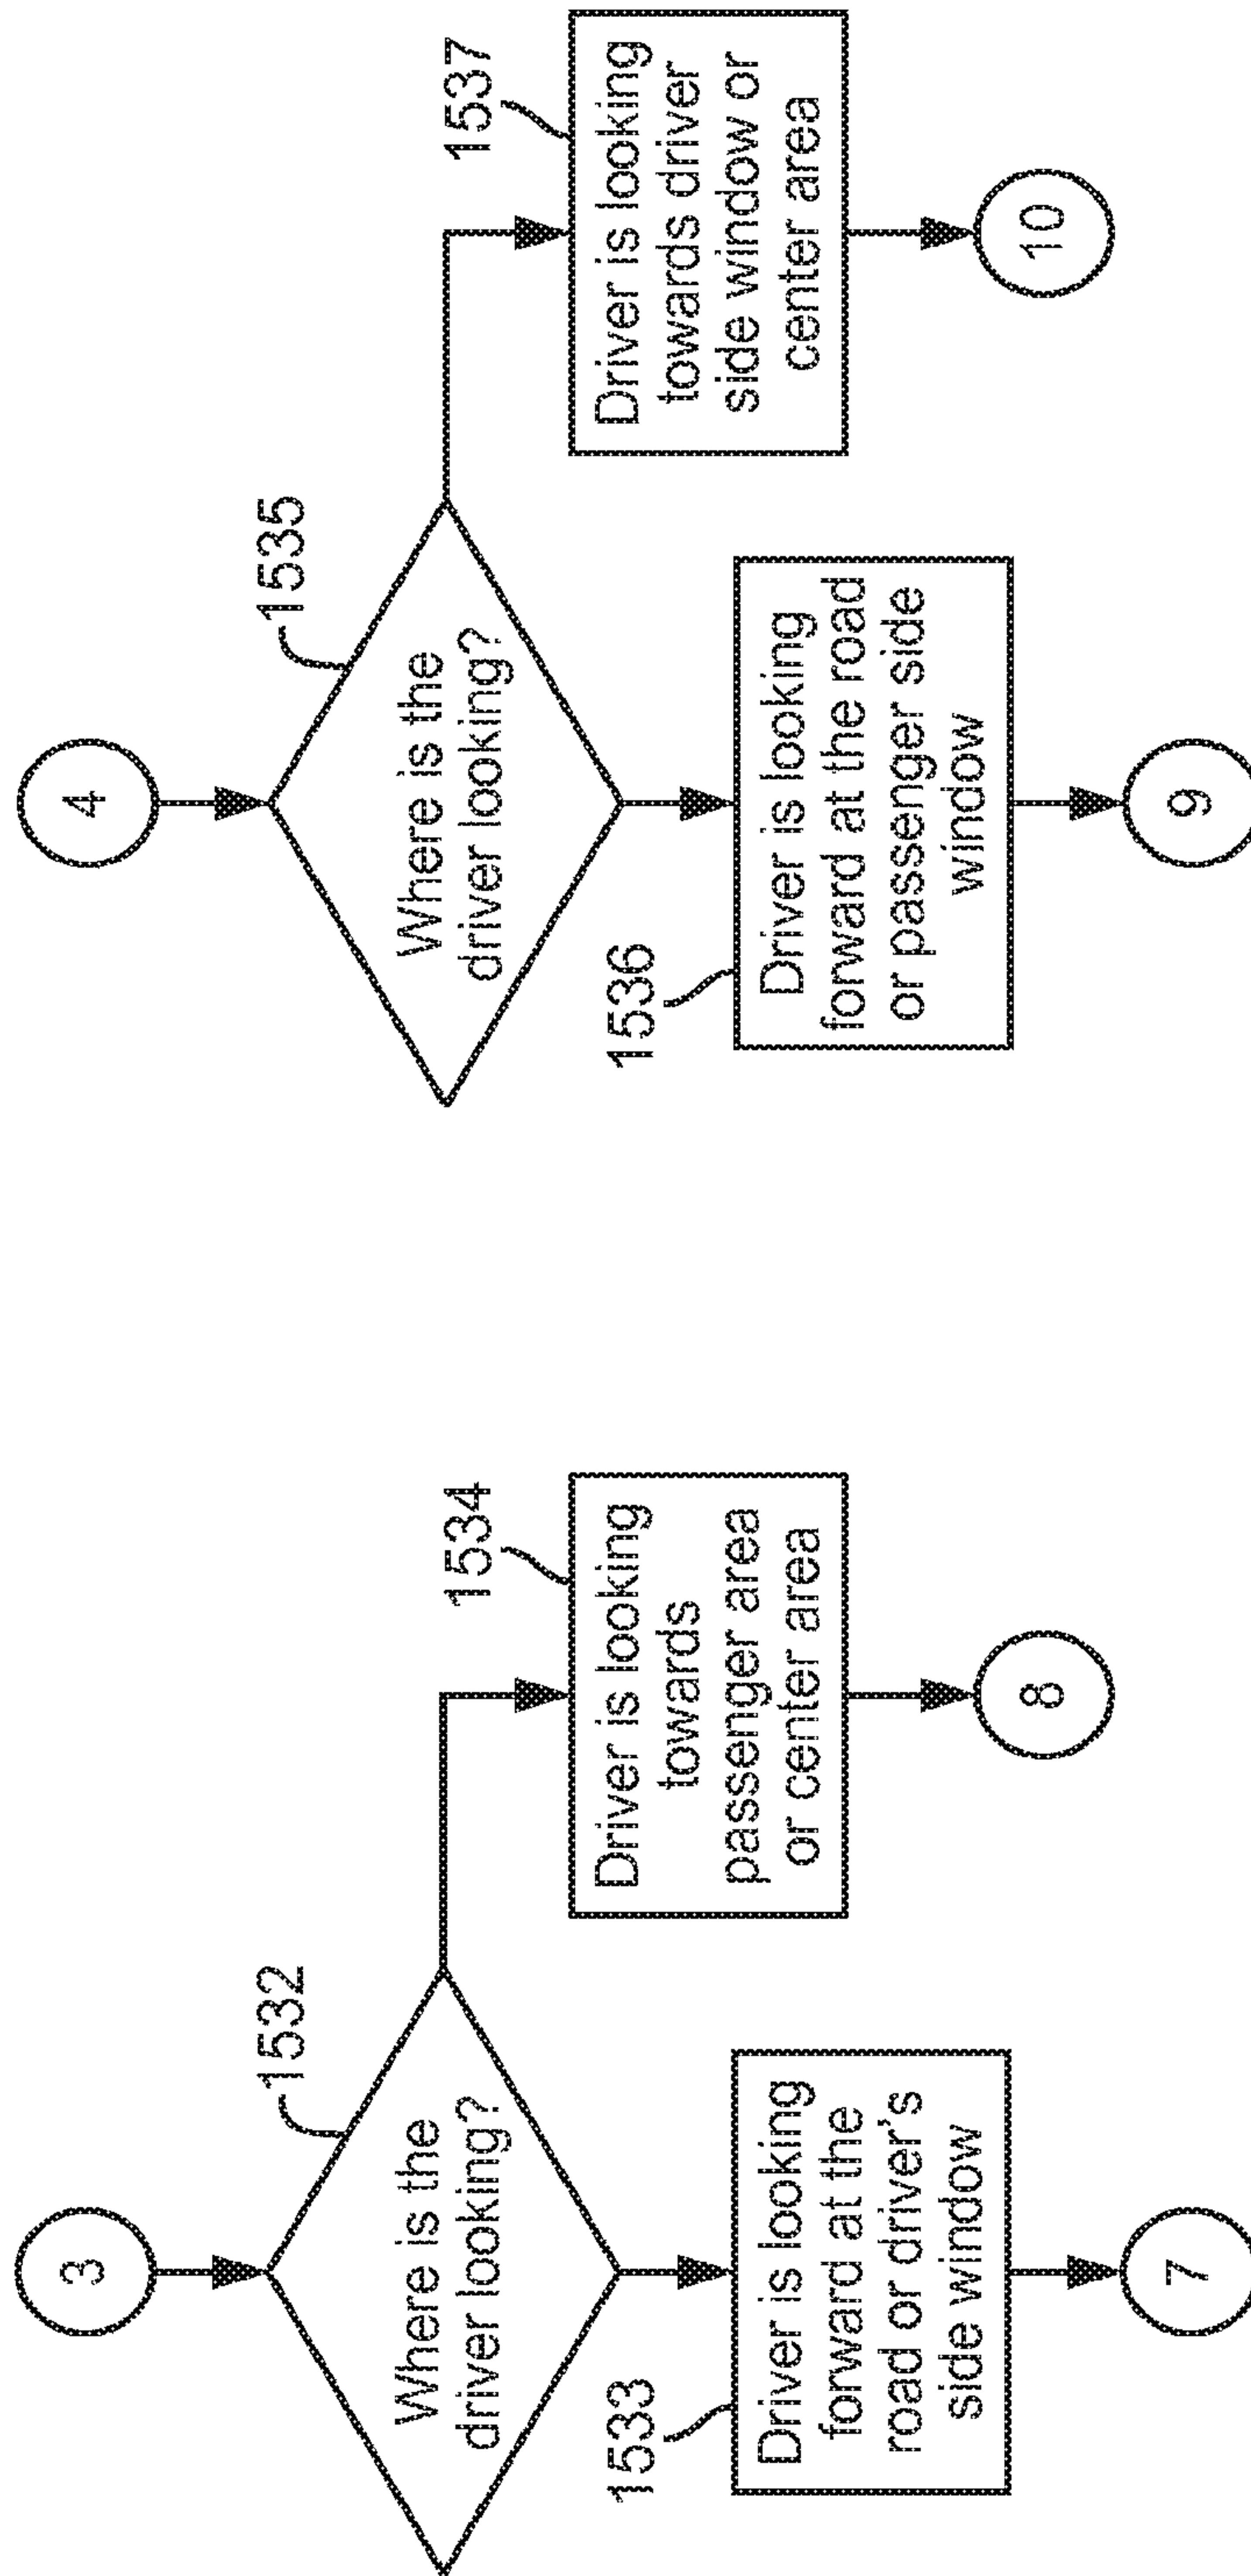 3
1532
Where is the
driver looking?
1533
Driver is looking
forward at the
road or driver's
side window
7
1534
Driver is looking
towards
passenger area
or center area
8
4
1535
Where is the
driver looking?
1536
Driver is looking
forward at the road
or passenger side
window
9
1537
Driver is looking
towards driver
side window or
center area
10